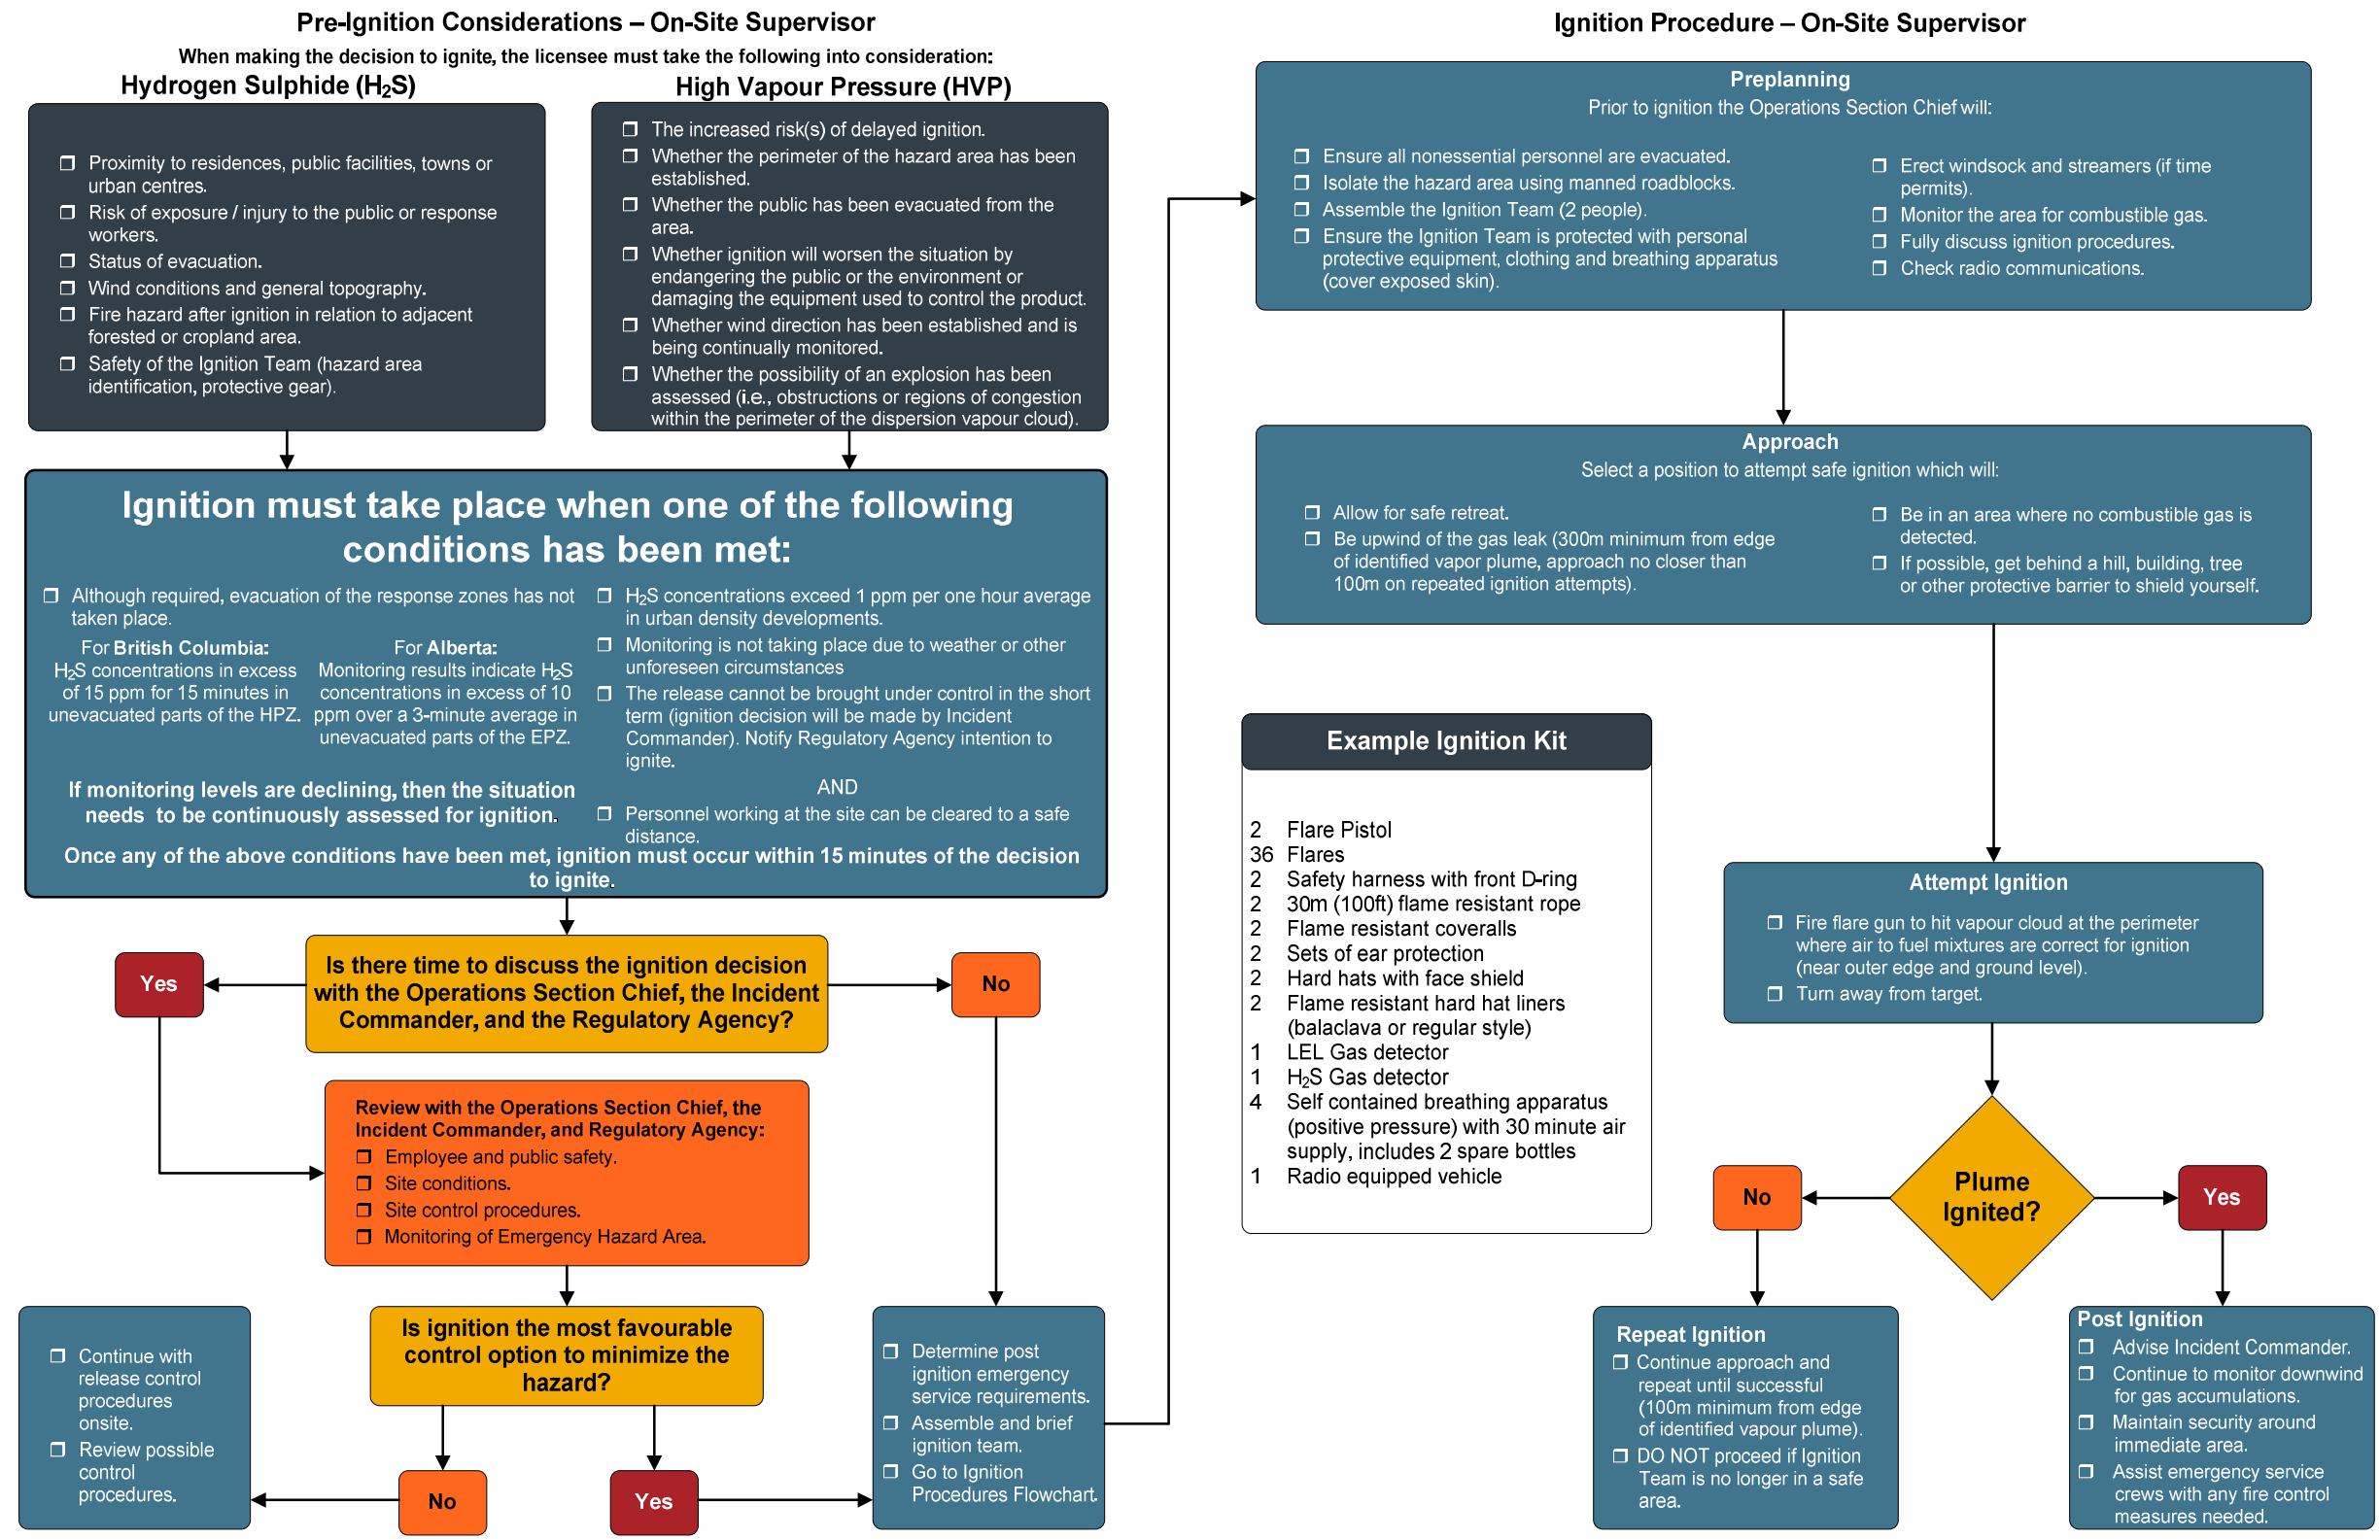 Pre-Ignition Considerations – On-Site Supervisor
When making the decision to ignite, the licensee must take the following into consideration:
Hydrogen Sulphide (H₂S)
❒ Proximity to residences, public facilities, towns or
urban centres.
❒ Risk of exposure / injury to the public or response
workers.
❒ Status of evacuation.
❒ Wind conditions and general topography.
❒ Fire hazard after ignition in relation to adjacent
forested or cropland area.
❒ Safety of the Ignition Team (hazard area
identification, protective gear).
High Vapour Pressure (HVP)
❒ The increased risk(s) of delayed ignition.
❒ Whether the perimeter of the hazard area has been
established.
❒ Whether the public has been evacuated from the
area.
❒ Whether ignition will worsen the situation by
endangering the public or the environment or
damaging the equipment used to control the product.
❒ Whether wind direction has been established and is
being continually monitored.
❒ Whether the possibility of an explosion has been
assessed (i.e., obstructions or regions of congestion
within the perimeter of the dispersion vapour cloud).
Ignition must take place when one of the following
conditions has been met:
❒ Although required, evacuation of the response zones has not
taken place.
For British Columbia:
H₂S concentrations in excess
of 15 ppm for 15 minutes in
unevacuated parts of the HPZ.
For Alberta:
Monitoring results indicate H₂S
concentrations in excess of 10
ppm over a 3-minute average in
unevacuated parts of the EPZ.
If monitoring levels are declining, then the situation
needs to be continuously assessed for ignition.
❒ H₂S concentrations exceed 1 ppm per one hour average
in urban density developments.
❒ Monitoring is not taking place due to weather or other
unforeseen circumstances
❒ The release cannot be brought under control in the short
term (ignition decision will be made by Incident
Commander). Notify Regulatory Agency intention to
ignite.
AND
❒ Personnel working at the site can be cleared to a safe
distance.
Once any of the above conditions have been met, ignition must occur within 15 minutes of the decision
to ignite.
Is there time to discuss the ignition decision
with the Operations Section Chief, the Incident
Commander, and the Regulatory Agency?
Yes
No
Review with the Operations Section Chief, the
Incident Commander, and Regulatory Agency:
❒ Employee and public safety.
❒ Site conditions.
❒ Site control procedures.
❒ Monitoring of Emergency Hazard Area.
Is ignition the most favourable
control option to minimize the
hazard?
No
Yes
❒ Continue with
release control
procedures
onsite.
❒ Review possible
control
procedures.
❒ Determine post
ignition emergency
service requirements.
❒ Assemble and brief
ignition team.
❒ Go to Ignition
Procedures Flowchart.
Ignition Procedure – On-Site Supervisor
Preplanning
Prior to ignition the Operations Section Chief will:
❒ Ensure all nonessential personnel are evacuated.
❒ Isolate the hazard area using manned roadblocks.
❒ Assemble the Ignition Team (2 people).
❒ Ensure the Ignition Team is protected with personal
protective equipment, clothing and breathing apparatus
(cover exposed skin).
❒ Erect windsock and streamers (if time
permits).
❒ Monitor the area for combustible gas.
❒ Fully discuss ignition procedures.
❒ Check radio communications.
Approach
Select a position to attempt safe ignition which will:
❒ Allow for safe retreat.
❒ Be upwind of the gas leak (300m minimum from edge
of identified vapor plume, approach no closer than
100m on repeated ignition attempts).
❒ Be in an area where no combustible gas is
detected.
❒ If possible, get behind a hill, building, tree
or other protective barrier to shield yourself.
Example Ignition Kit
2 Flare Pistol
36 Flares
2 Safety harness with front D-ring
2 30m (100ft) flame resistant rope
2 Flame resistant coveralls
2 Sets of ear protection
2 Hard hats with face shield
2 Flame resistant hard hat liners
(balaclava or regular style)
1 LEL Gas detector
1 H₂S Gas detector
4 Self contained breathing apparatus
(positive pressure) with 30 minute air
supply, includes 2 spare bottles
1 Radio equipped vehicle
Attempt Ignition
❒ Fire flare gun to hit vapour cloud at the perimeter
where air to fuel mixtures are correct for ignition
(near outer edge and ground level).
❒ Turn away from target.
Plume
Ignited?
No
Yes
Repeat Ignition
❒ Continue approach and
repeat until successful
(100m minimum from edge
of identified vapour plume).
❒ DO NOT proceed if Ignition
Team is no longer in a safe
area.
Post Ignition
❒ Advise Incident Commander.
❒ Continue to monitor downwind
for gas accumulations.
❒ Maintain security around
immediate area.
❒ Assist emergency service
crews with any fire control
measures needed.